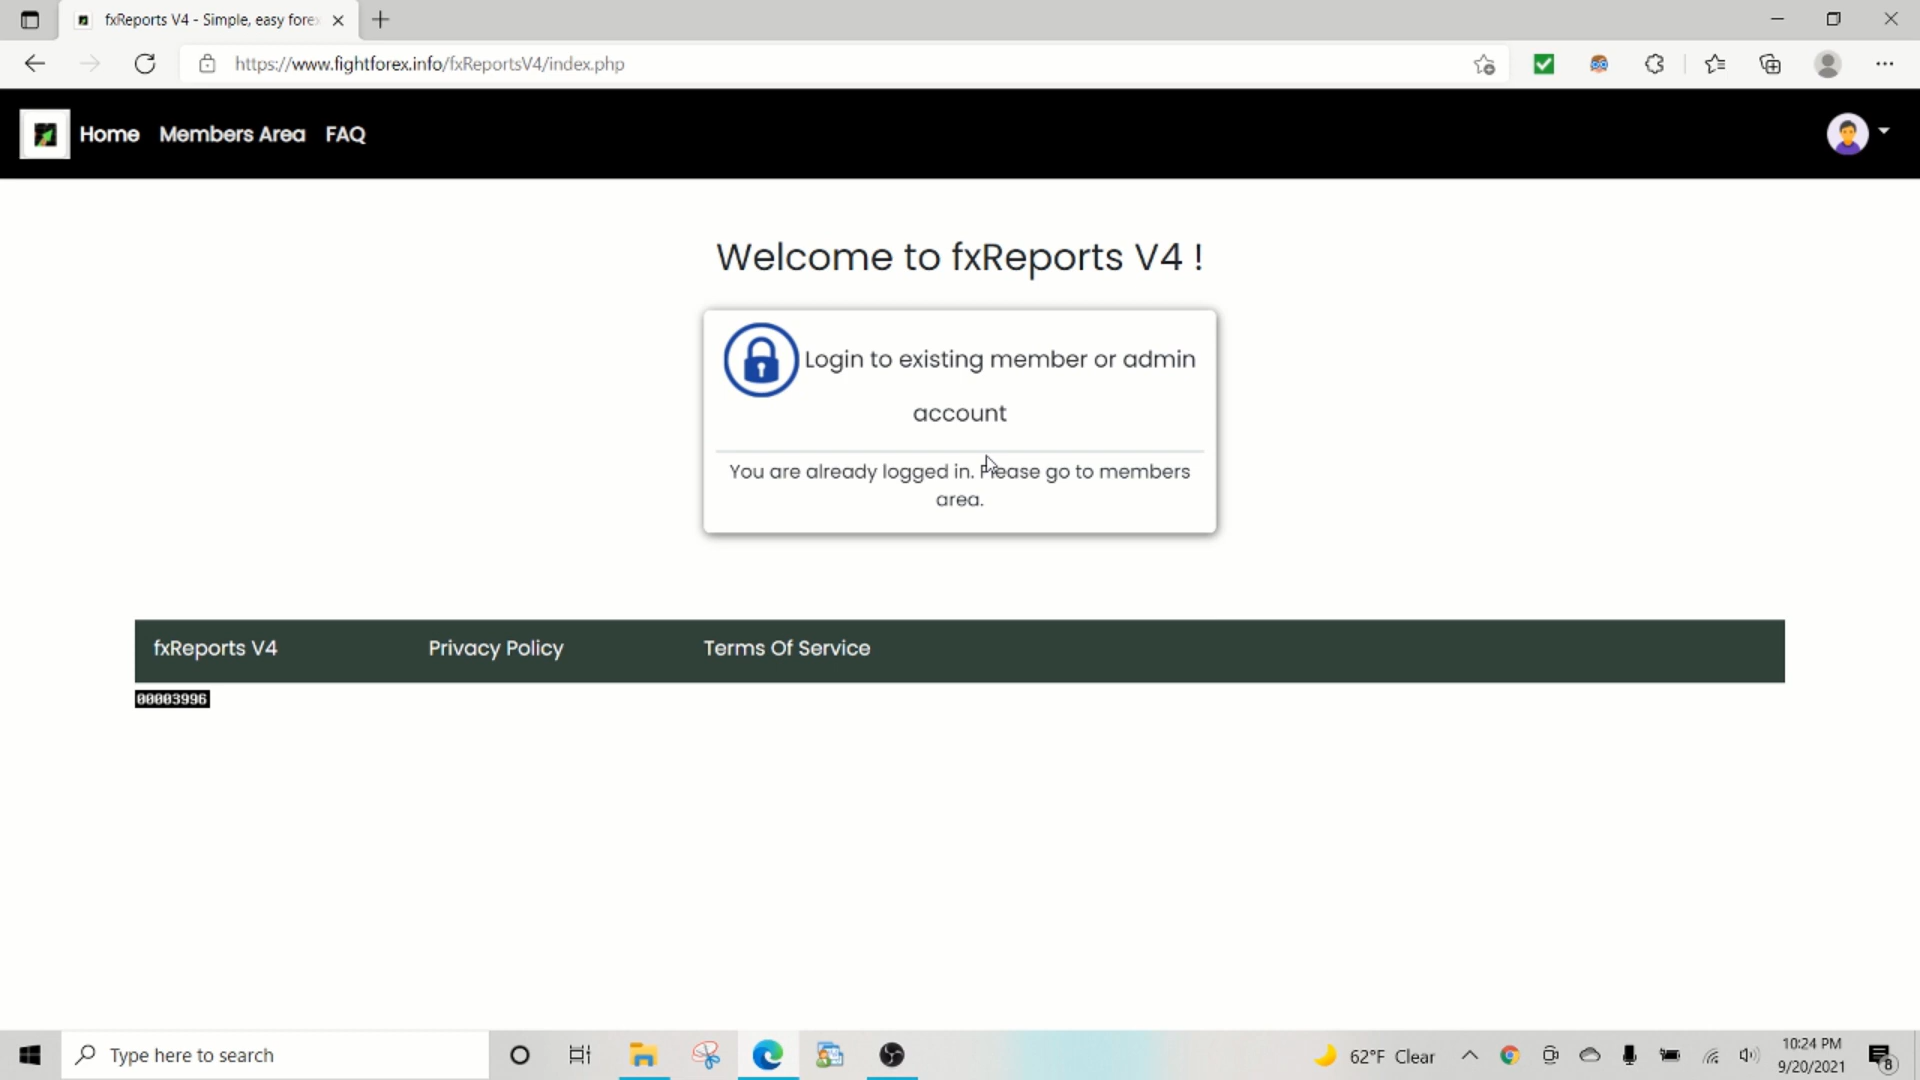 fxReports V4 - Simple, easy fore
https://www.fightforex.info/fxReportsV4/index.php
Home Members Area FAQ
Welcome to fxReports V4 !
Login to existing member or admin
account
You are already logged in. Please go to members
area.
fxReports V4 Privacy Policy Terms Of Service
00003996
Type here to search
62°F Clear
10:24 PM
9/20/2021
8